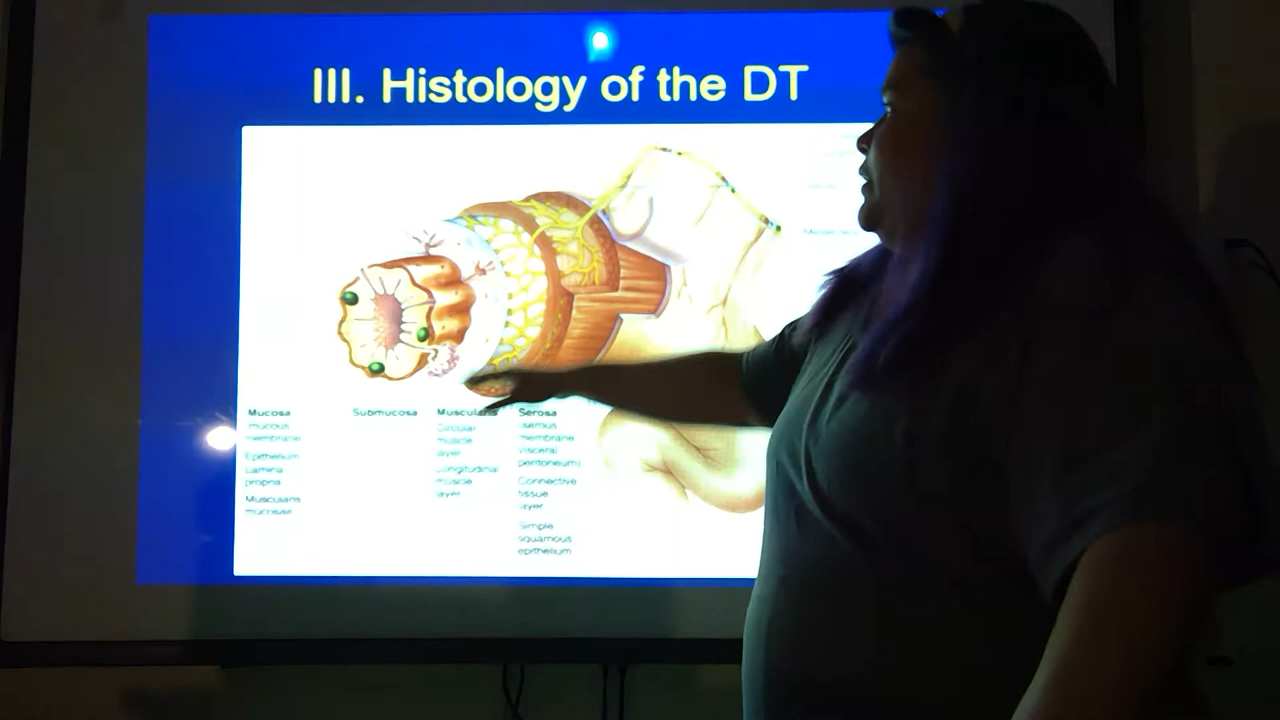 III. Histology of the DT
Mucosa
mucous
membrane
Epithelium
Lamina
propria
Muscularis
mucosae
Submucosa
Muscularis
Circular
muscle
layer
Longitudinal
muscle
layer
Serosa
(serous
membrane
visceral
peritoneum)
Connective
tissue
layer
Simple
squamous
epithelium